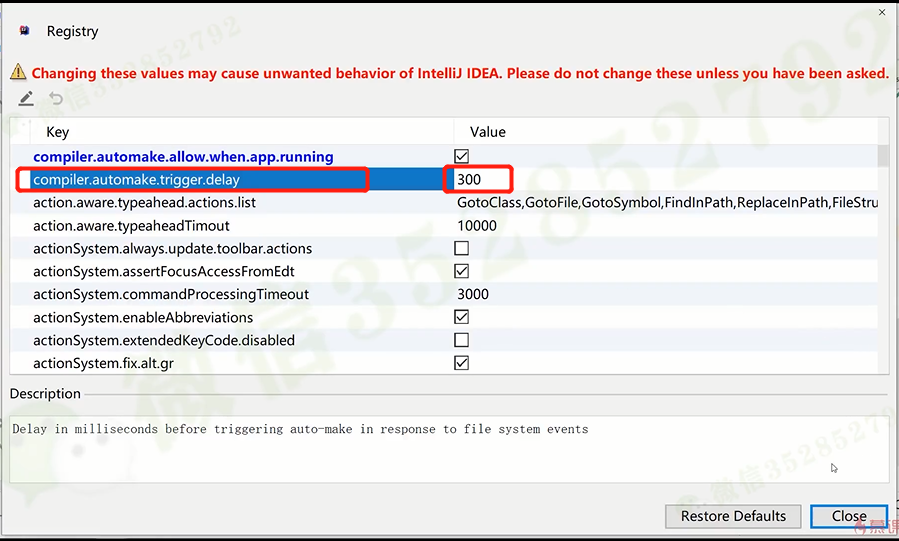 Registry
Changing these values may cause unwanted behavior of IntelliJ IDEA. Please do not change these unless you have been asked.
Key Value
compiler.automake.allow.when.app.running
compiler.automake.trigger.delay 300
action.aware.typeahead.actions.list GotoClass,GotoFile,GotoSymbol,FindInPath,ReplaceInPath,FileStru
action.aware.typeaheadTimout 10000
actionSystem.always.update.toolbar.actions
actionSystem.assertFocusAccessFromEdt
actionSystem.commandProcessingTimeout 3000
actionSystem.enableAbbreviations
actionSystem.extendedKeyCode.disabled
actionSystem.fix.alt.gr
Description
Delay in milliseconds before triggering auto-make in response to file system events
Restore Defaults Close
微信352852792